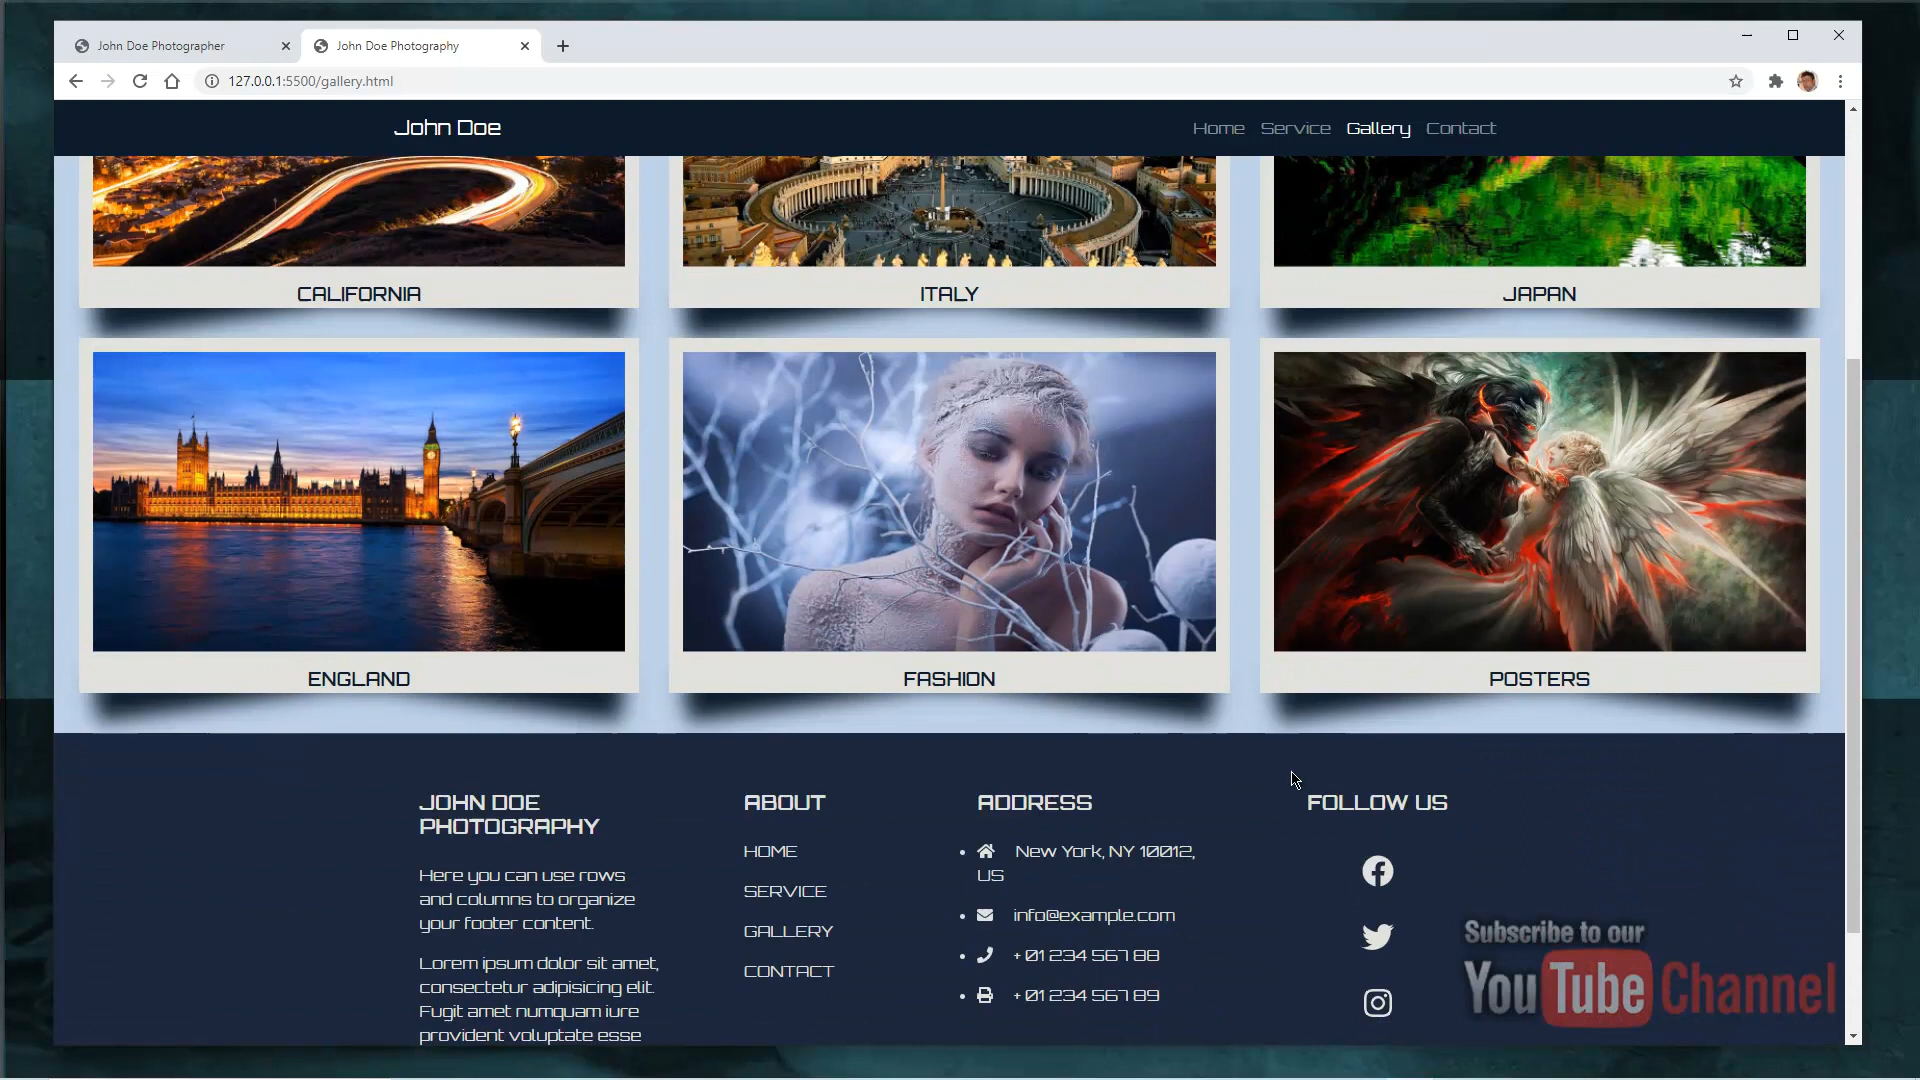 John Doe Photographer
John Doe Photography
127.0.0.1:5500/gallery.html
John Doe
Home Service Gallery Contact
CALIFORNIA
ITALY
JAPAN
ENGLAND
FASHION
POSTERS
JOHN DOE
PHOTOGRAPHY
Here you can use rows
and columns to organize
your footer content.
Lorem ipsum dolor sit amet,
consectetur adipisicing elit.
Fugit amet numquam iure
provident voluptate esse
ABOUT
HOME
SERVICE
GALLERY
CONTACT
ADDRESS
New York, NY 10012,
US
info@example.com
+ 01 234 567 88
+ 01 234 567 89
FOLLOW US
Subscribe to our
YouTube Channel